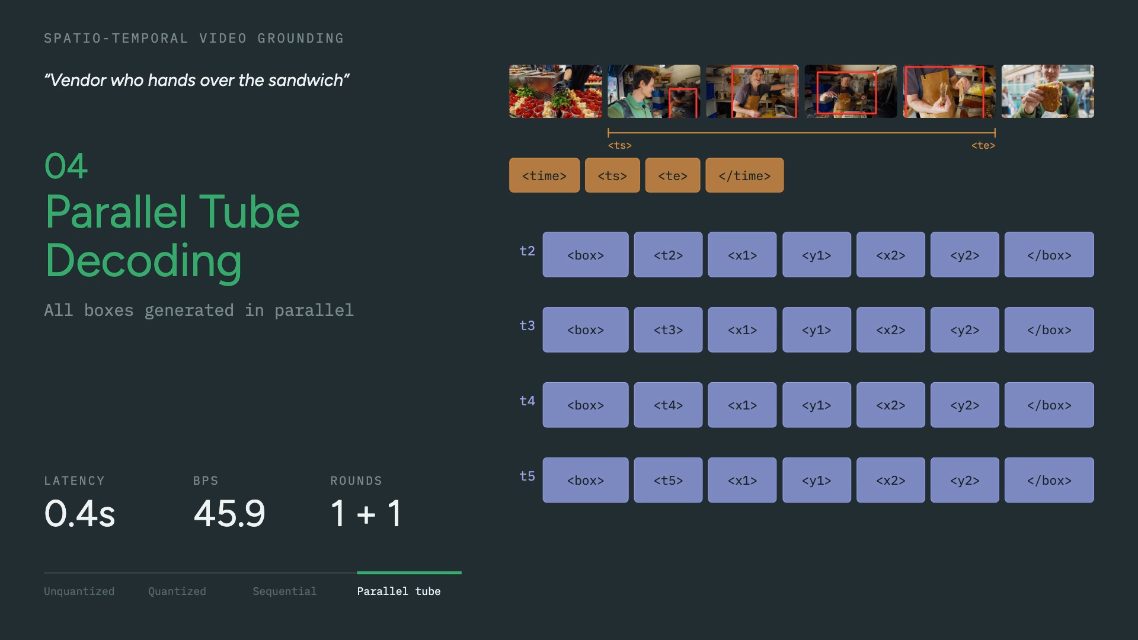 SPATIO-TEMPORAL VIDEO GROUNDING
“Vendor who hands over the sandwich”
04
Parallel Tube
Decoding
All boxes generated in parallel
LATENCY
0.4s
BPS
45.9
ROUNDS
1 + 1
Unquantized
Quantized
Sequential
Parallel tube
<ts>
<te>
<time> <ts> <te> </time>
t2 <box> <t2> <x1> <y1> <x2> <y2> </box>
t3 <box> <t3> <x1> <y1> <x2> <y2> </box>
t4 <box> <t4> <x1> <y1> <x2> <y2> </box>
t5 <box> <t5> <x1> <y1> <x2> <y2> </box>